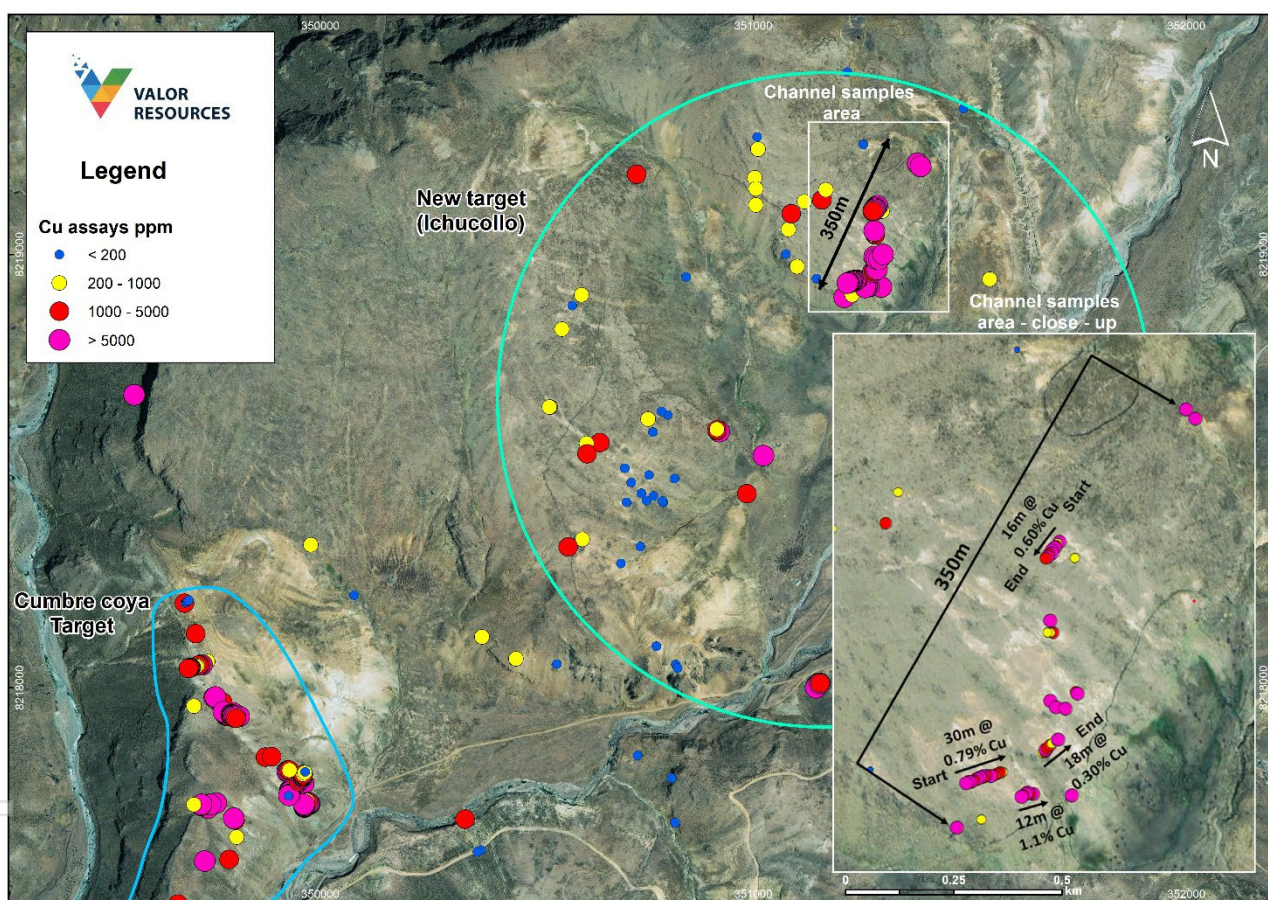 350000
351000
352000
VALOR
RESOURCES
Legend
Cu assays ppm
< 200
200 - 1000
1000 - 5000
> 5000
Channel samples
area
N
New target
(Ichucollo)
350m
8219000
8219000
Channel samples
area - close - up
350m
16m @
0.60% Cu
Start
End
30m @
0.79% Cu
Start
End
18m @
0.30% Cu
12m @
1.1% Cu
Cumbre coya
Target
8218000
8218000
0
0.25
0.5
km
350000
351000
352000